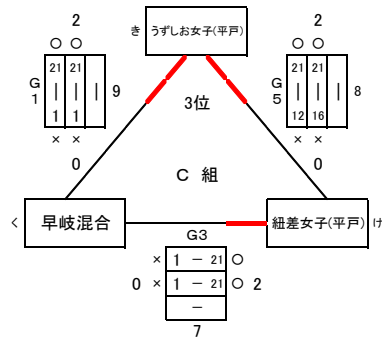 き うずしお女子(平戸)
2
○ ○
G1
21 21
| | |
1 1
× ×
0
9
2
○ ○
G5
21 21
| | |
12 16
× ×
0
8
3位
C 組
く 早岐混合
紐差女子(平戸) け
G3
× 1 － 21 ○
0 × 1 － 21 ○ 2
－
7